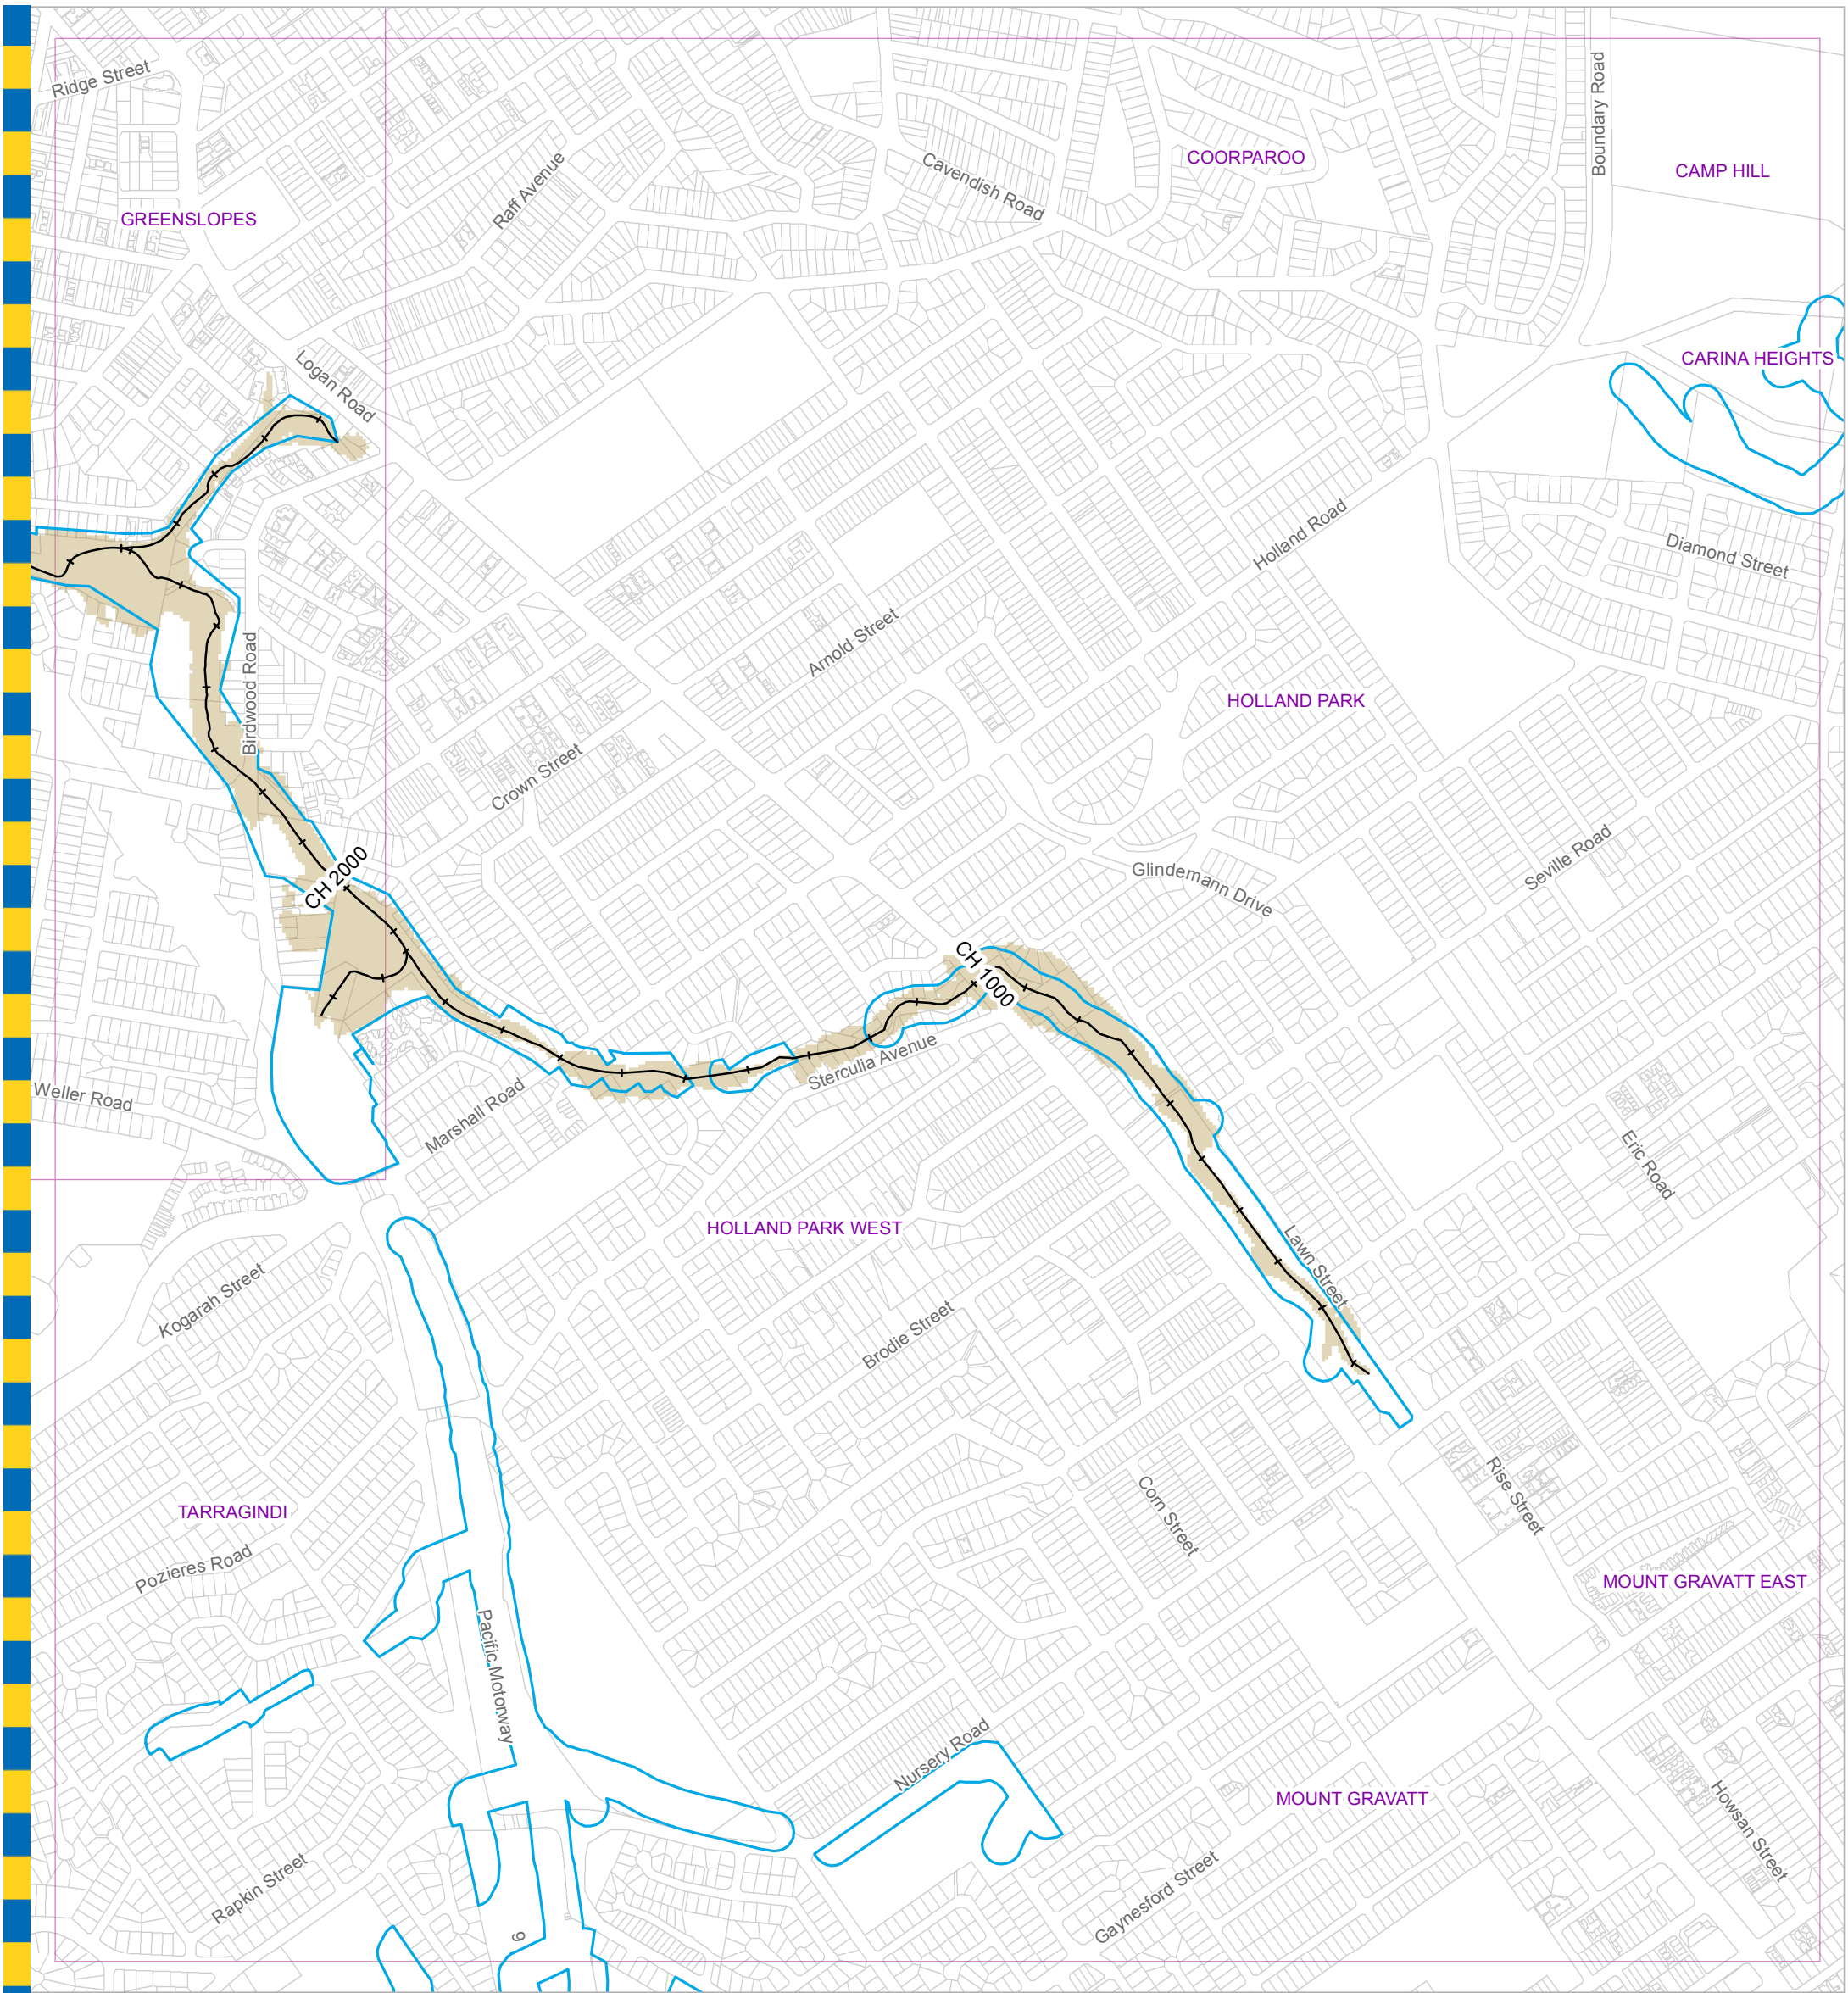 Ridge Street
Boundary Road
COORPAROO
Raff Avenue
Cavendish Road
CAMP HILL
GREENSLOPES
CARINA HEIGHTS
Logan Road
Holland Road
Diamond Street
Arnold Street
Birdwood Road
HOLLAND PARK
Crown Street
Seville Road
CH 2000
Glindemann Drive
CH 1000
Sterculia Avenue
Weller Road
Marshall Road
Eric Road
HOLLAND PARK WEST
Lawn Street
Kogarah Street
Brodie Street
TARRAGINDI
Corn Street
Rise Street
Pozieres Road
MOUNT GRAVATT EAST
Pacific Motorway
Nursery Road
MOUNT GRAVATT
Howsan Street
Rapkin Street
Gaynesford Street
9